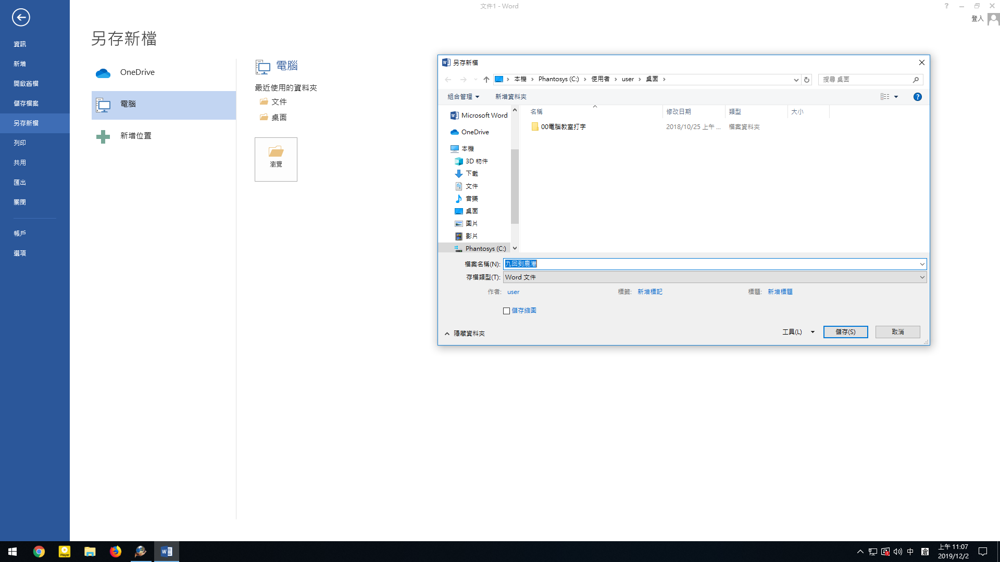 文件1 - Word
登入
資訊
新增
開啟舊檔
儲存檔案
另存新檔
列印
共用
匯出
關閉
帳戶
選項
另存新檔
OneDrive
電腦
新增位置
電腦
最近使用的資料夾
文件
桌面
瀏覽
另存新檔
本機 Phantosys (C:) 使用者 user 桌面
搜尋 桌面
組合管理 新增資料夾
名稱 修改日期 類型 大小
00電腦教室打字 2018/10/25 上午 ... 檔案資料夾
Microsoft Word
OneDrive
本機
3D 物件
下載
文件
音樂
桌面
圖片
影片
Phantosys (C:)
檔案名稱(N): 九回到鹿港
存檔類型(T): Word 文件
作者: user 標籤: 新增標記 標題: 新增標題
儲存縮圖
隱藏資料夾
工具(L) 儲存(S) 取消
Player
中
倉
上午 11:07
2019/12/2